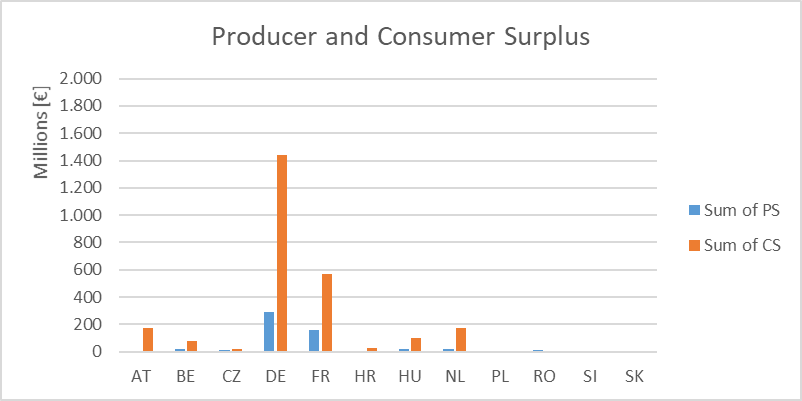 Producer and Consumer Surplus
Millions [€]
2.000
1.800
1.600
1.400
1.200
1.000
800
600
400
200
0
AT BE CZ DE FR HR HU NL PL RO SI SK
Sum of PS
Sum of CS